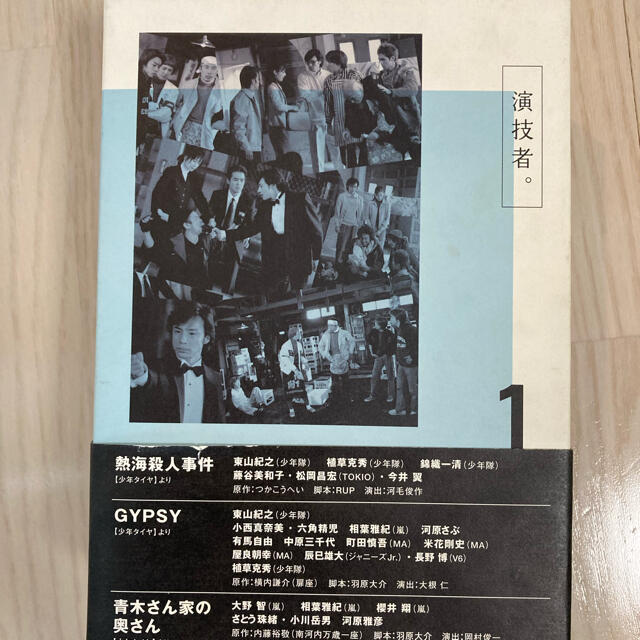 演技者。
1
熱海殺人事件
【少年タイヤ】より
東山紀之(少年隊) 植草克秀(少年隊) 錦織一清(少年隊)
藤谷美和子・松岡昌宏(TOKIO)・今井 翼
原作：つかこうへい 脚本：RUP 演出：河毛俊作
GYPSY
【少年タイヤ】より
東山紀之(少年隊)
小西真奈美・六角精児 相葉雅紀(嵐) 河原さぶ
有馬自由 中原三千代 町田慎吾(MA) 米花剛史(MA)
屋良朝幸(MA) 辰巳雄大(ジャニーズJr.)・長野 博(V6)
植草克秀(少年隊)
原作：横内謙介(扉座) 脚本：羽原大介 演出：大根 仁
青木さん家の
奥さん
大野 智(嵐) 相葉雅紀(嵐) 櫻井 翔(嵐)
さとう珠緒・小川岳男 河原雅彦
原作：内藤裕敬(南河内万歳一座) 脚本：羽原大介 演出：岡村俊一